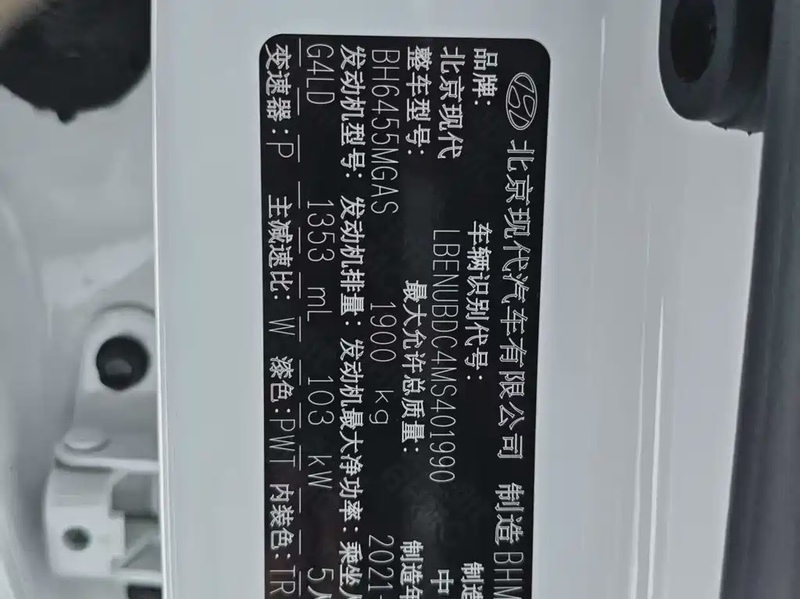 北京现代汽车有限公司 制造 BHM
品牌: 车辆识别代号: 制造
北京现代 LBENUBDC4MS401990 中
整车型号: 最大允许总质量: 制造年
BH6455MGAS 1900 kg 2021-
发动机型号: 发动机排量: 发动机最大净功率: 乘坐人
G4LD 1353 mL 103 kW 5人
变速器: P 主减速比: W 漆色: PWT 内装色: TR